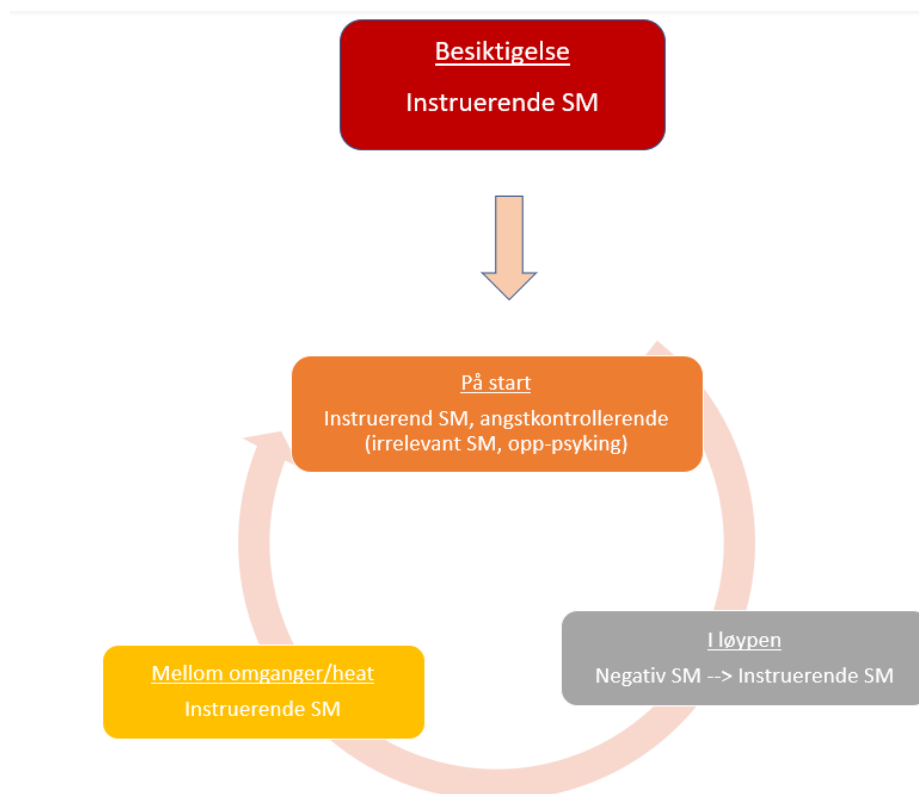 Besiktigelse
Instruerende SM
På start
Instruerend SM, angstkontrollerende
(irrelevant SM, opp-psyking)
I løypen
Negativ SM --> Instruerende SM
Mellom omganger/heat
Instruerende SM